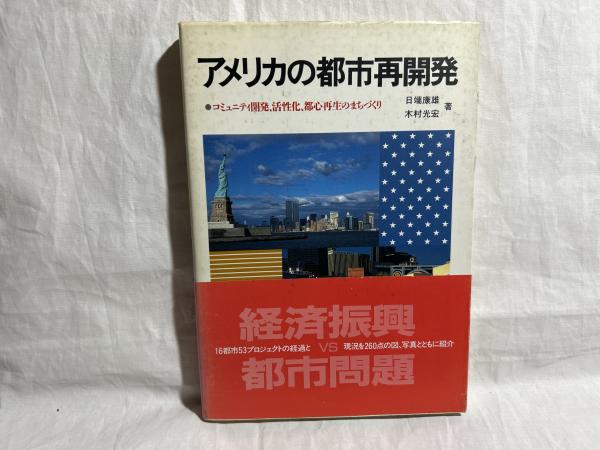 アメリカの都市再開発
●コミュニティ開発、活性化、都心再生のまちづくり
日端康雄
木村光宏
著
経済振興
16都市53プロジェクトの経過と VS 現況を260点の図、写真とともに紹介
都市問題